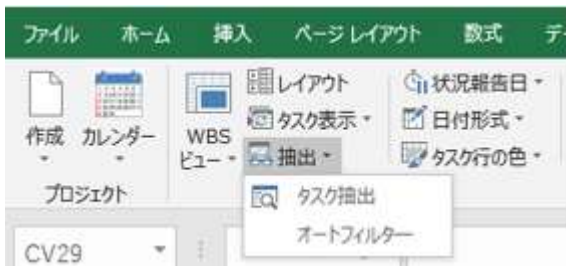 ファイル ホーム 挿入 ページ レイアウト 数式 デ
作成 カレンダー WBS ビュー レイアウト 状況報告日
タスク表示 日付形式
抽出 タスク行の色
プロジェクト
タスク抽出
オートフィルター
CV29